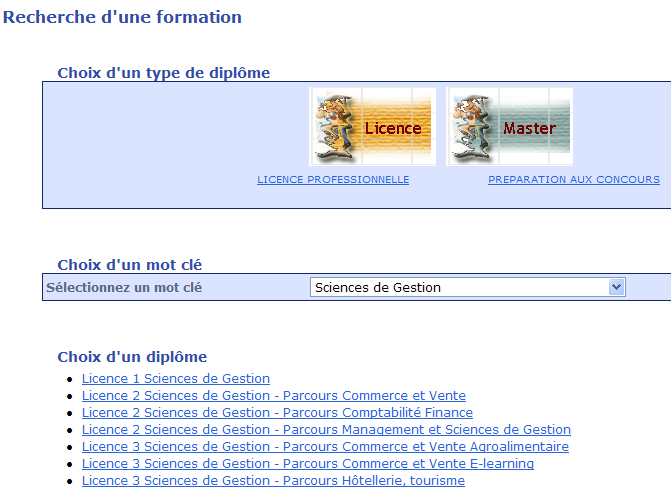 Recherche d'une formation
Choix d'un type de diplôme
Licence
Master
LICENCE PROFESSIONNELLE
PREPARATION AUX CONCOURS
Choix d'un mot clé
Sélectionnez un mot clé
Sciences de Gestion
Choix d'un diplôme
Licence 1 Sciences de Gestion
Licence 2 Sciences de Gestion - Parcours Commerce et Vente
Licence 2 Sciences de Gestion - Parcours Comptabilité Finance
Licence 2 Sciences de Gestion - Parcours Management et Sciences de Gestion
Licence 3 Sciences de Gestion - Parcours Commerce et Vente Agroalimentaire
Licence 3 Sciences de Gestion - Parcours Commerce et Vente E-learning
Licence 3 Sciences de Gestion - Parcours Hôtellerie, tourisme